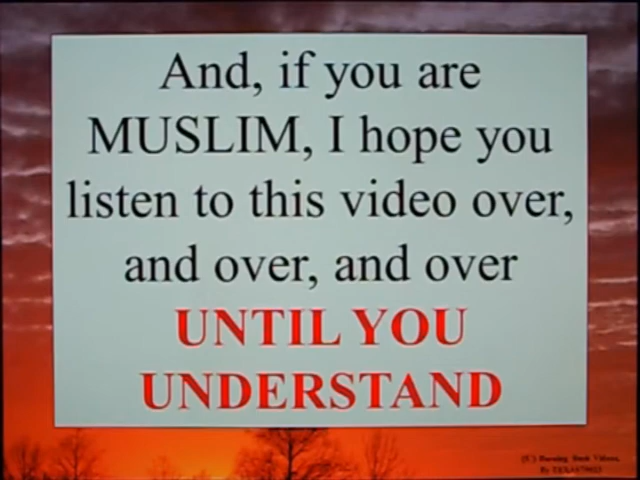 And, if you are
MUSLIM, I hope you
listen to this video over,
and over, and over
UNTIL YOU
UNDERSTAND